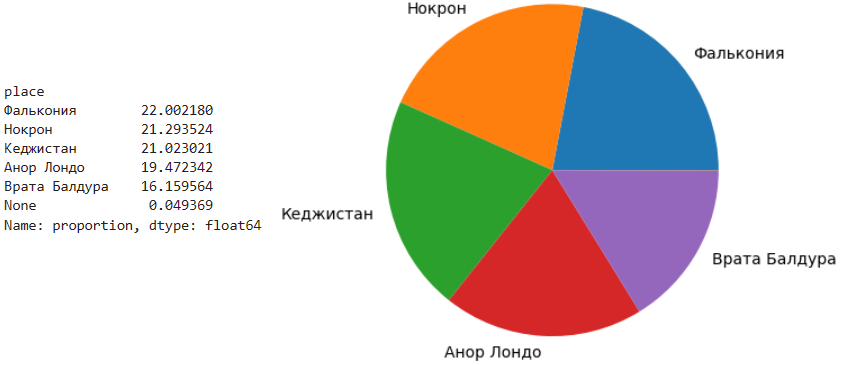 place
Фалькония 22.002180
Нокрон 21.293524
Кеджистан 21.023021
Анор Лондо 19.472342
Врата Балдура 16.159564
None 0.049369
Name: proportion, dtype: float64
Нокрон
Фалькония
Кеджистан
Врата Балдура
Анор Лондо